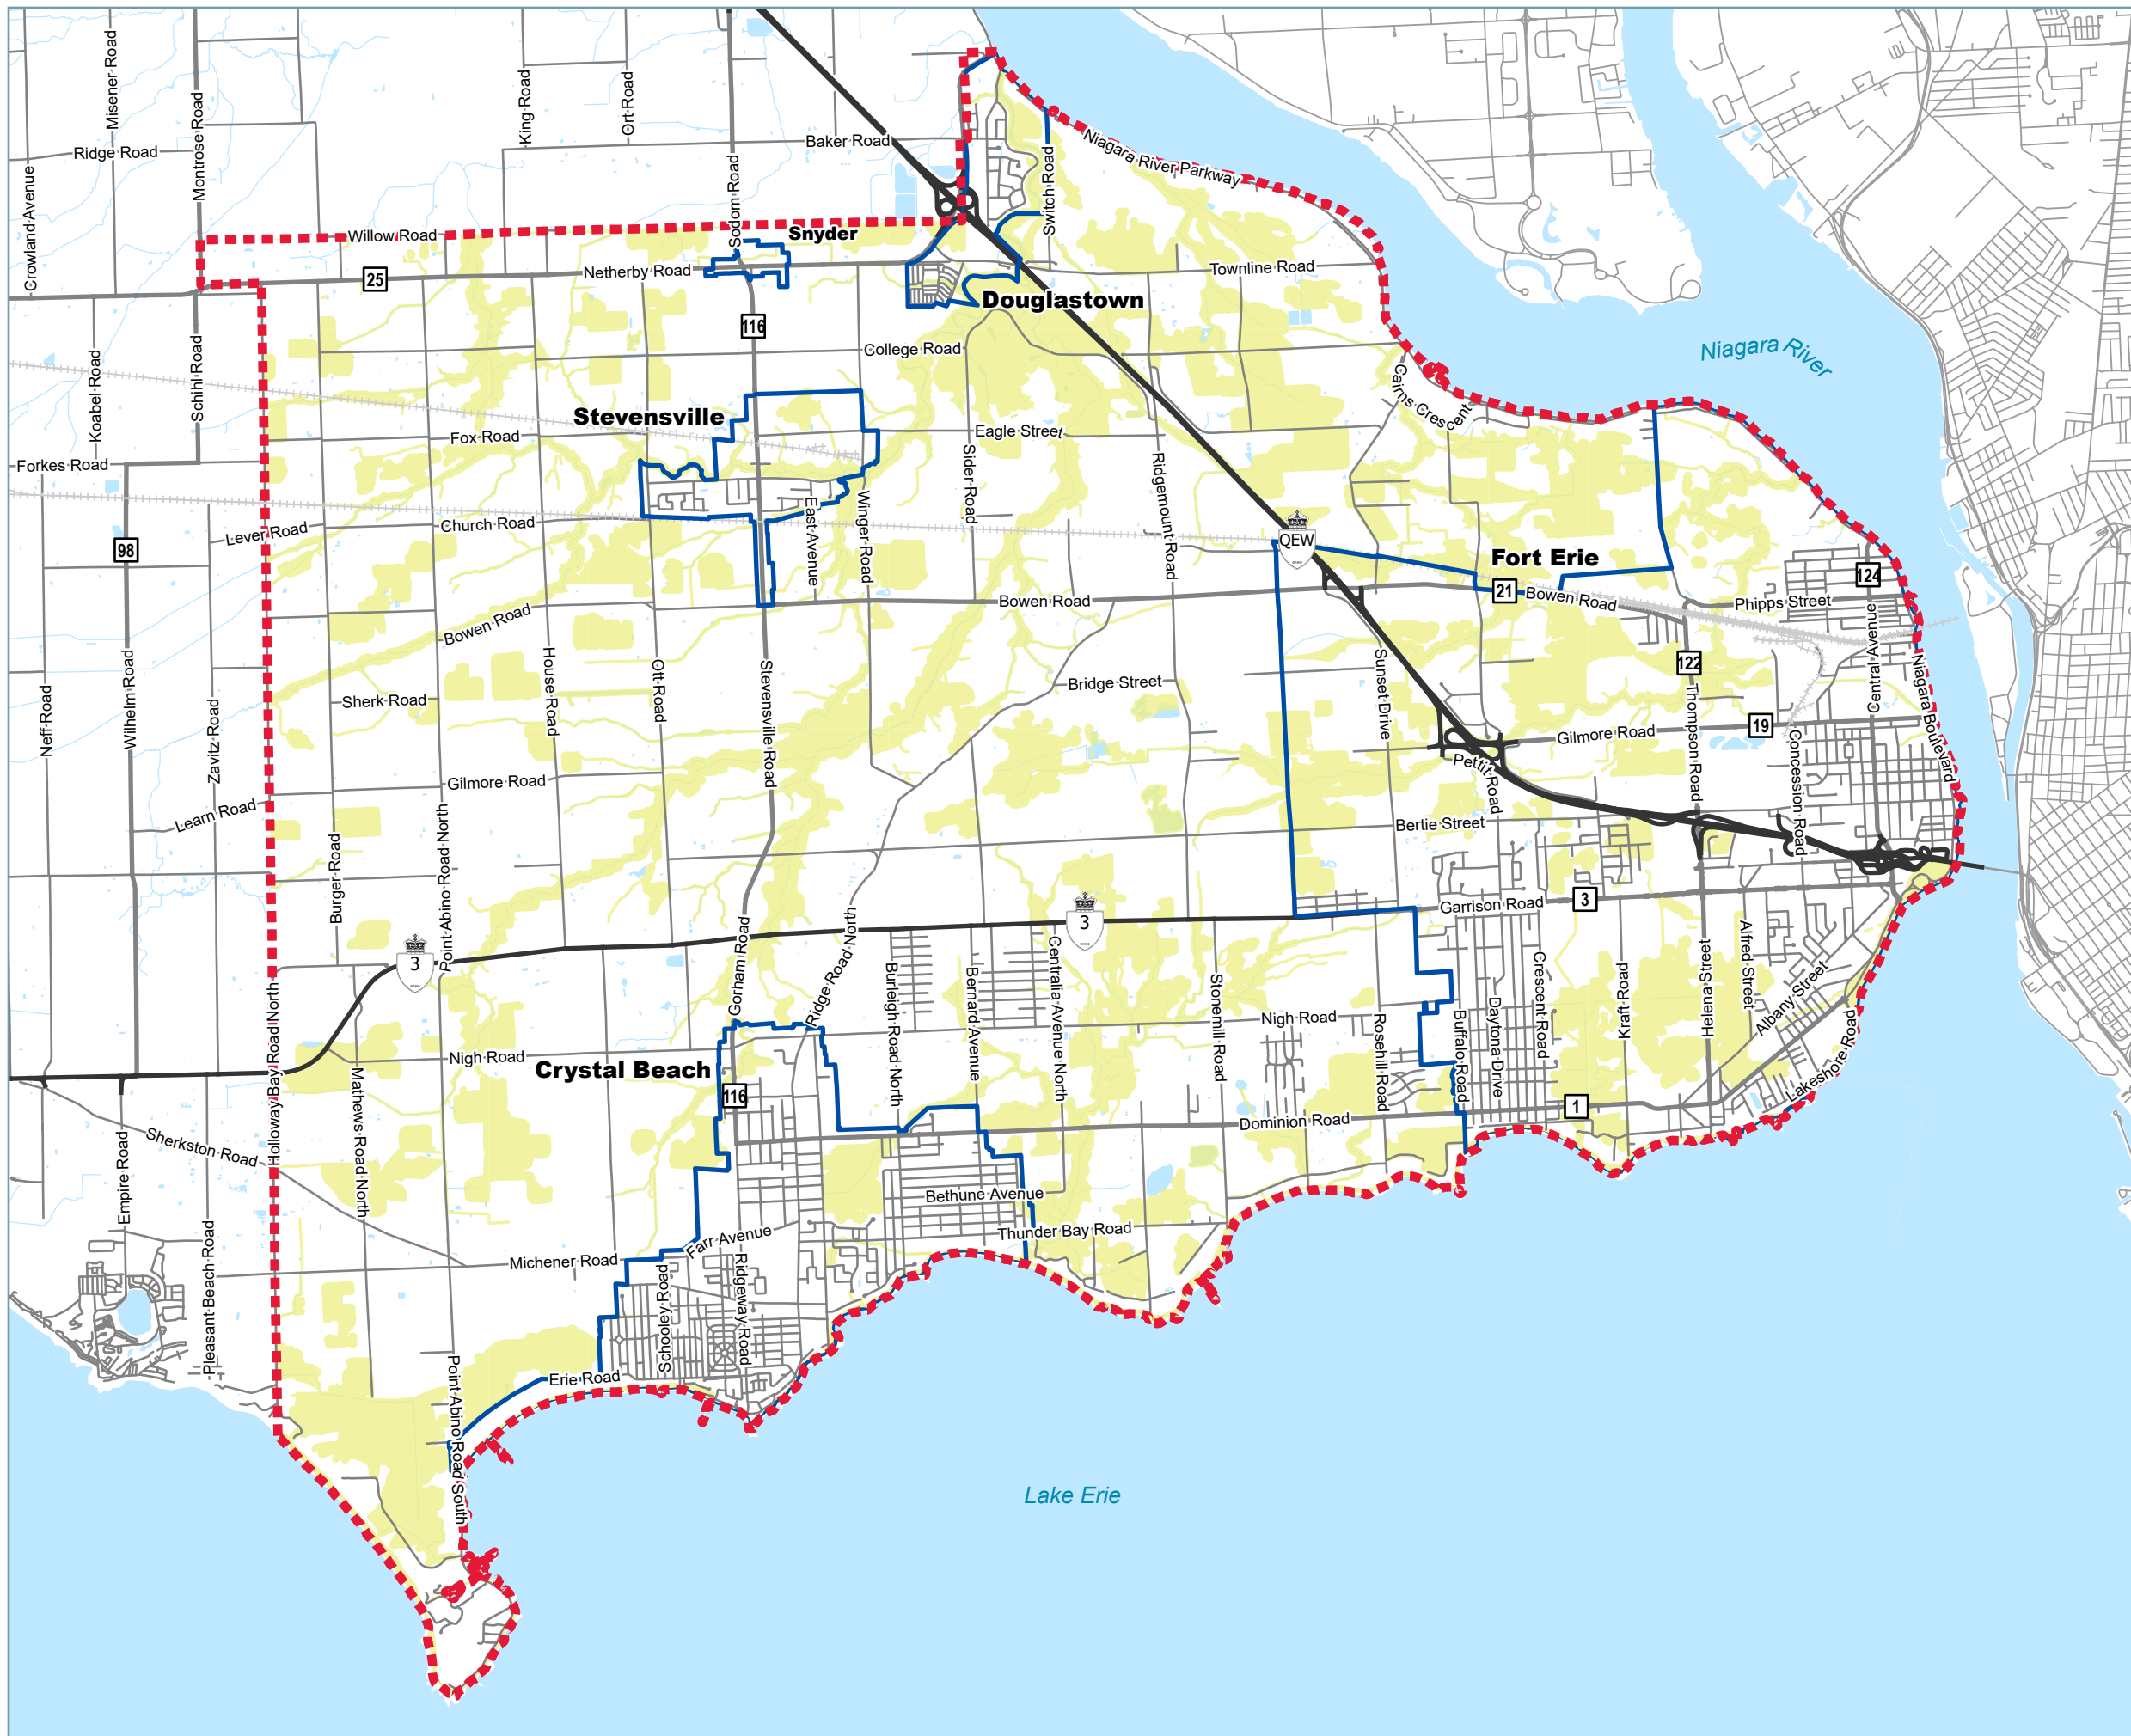 Crowland Avenue
Misener Road
Montrose Road
Ridge Road
King Road
Ort Road
Sodom Road
Baker Road
Switch Road
Niagara River Parkway
Willow Road
Snyder
25
Netherby Road
Townline Road
Douglastown
116
Niagara River
College Road
Koabel Road
Schihl Road
Cairns Crescent
Stevensville
Fox Road
Eagle Street
Forkes Road
Sider Road
Ridgemount Road
East Avenue
Winger Road
Lever Road
Church Road
98
QEW
Fort Erie
124
21
Bowen Road
Bowen Road
Bowen Road
Phipps Street
Central Avenue
Neff Road
Wilhelm Road
Zavitz Road
Sherk Road
House Road
Ott Road
Stevensville Road
Bridge Street
Sunset Drive
122
Thompson Road
Niagara Boulevard
19
Gilmore Road
Concession Road
Pettit Road
Gilmore Road
Learn Road
Bertie Street
Burger Road
Point Abino Road North
Garrison Road
3
3
3
Gorham Road
Ridge Road North
Burleigh Road North
Bernard Avenue
Centralia Avenue North
Stonemill Road
Nigh Road
Rosehill Road
Buffalo Road
Daytona Drive
Crescent Road
Kraft Road
Helena Street
Alfred Street
Albany Street
Lakeshore Road
Holloway Bay Road North
Nigh Road
Crystal Beach
116
1
Dominion Road
Mathews Road North
Sherkston Road
Empire Road
Pleasant Beach Road
Bethune Avenue
Thunder Bay Road
Farr Avenue
Michener Road
Schooley Road
Ridgeway Road
Erie Road
Point Abino Road South
Lake Erie